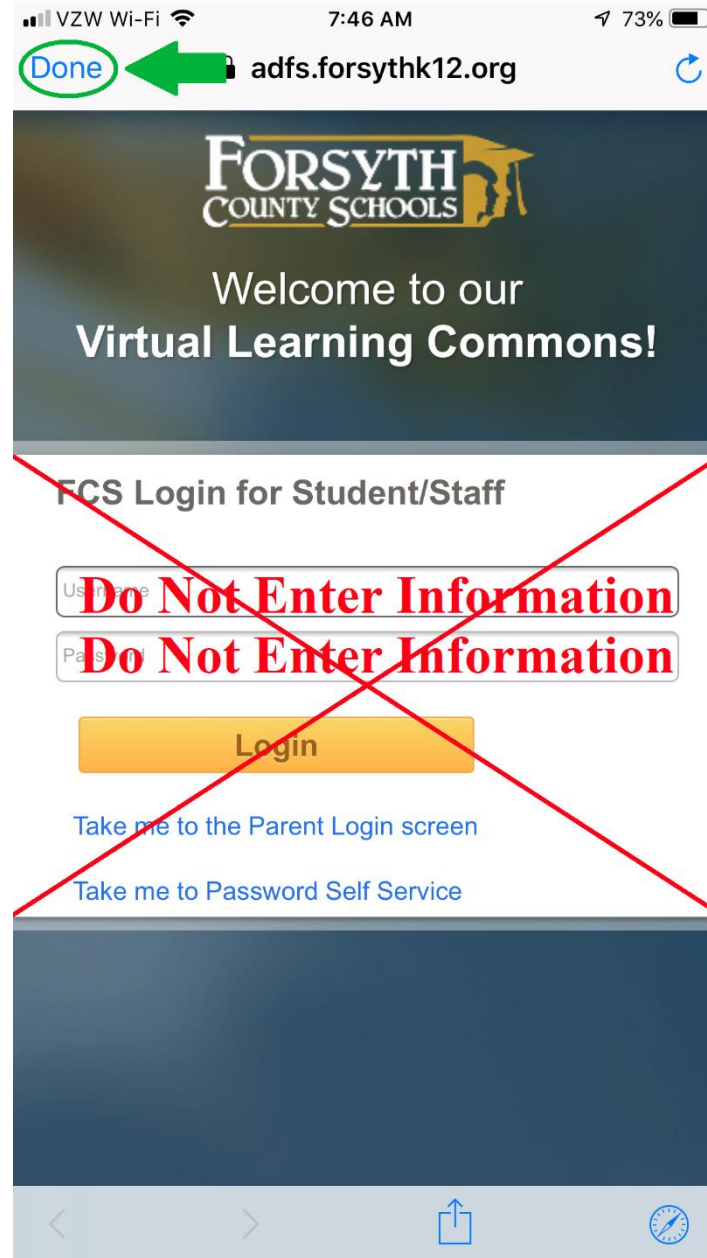 VZW Wi-Fi 7:46 AM 73%
Done adfs.forsythk12.org
FORSYTH
COUNTY SCHOOLS
Welcome to our
Virtual Learning Commons!
FCS Login for Student/Staff
Username
Do Not Enter Information
Password
Do Not Enter Information
Login
Take me to the Parent Login screen
Take me to Password Self Service